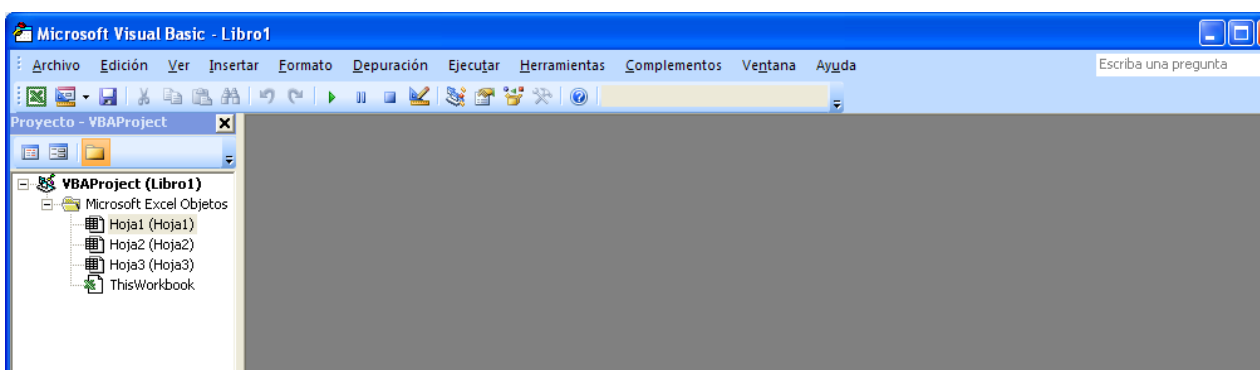 Microsoft Visual Basic - Libro1
Archivo Edición Ver Insertar Formato Depuración Ejecutar Herramientas Complementos Ventana Ayuda Escriba una pregunta
Proyecto - VBAProject
VBAProject (Libro1)
Microsoft Excel Objetos
Hoja1 (Hoja1)
Hoja2 (Hoja2)
Hoja3 (Hoja3)
ThisWorkbook